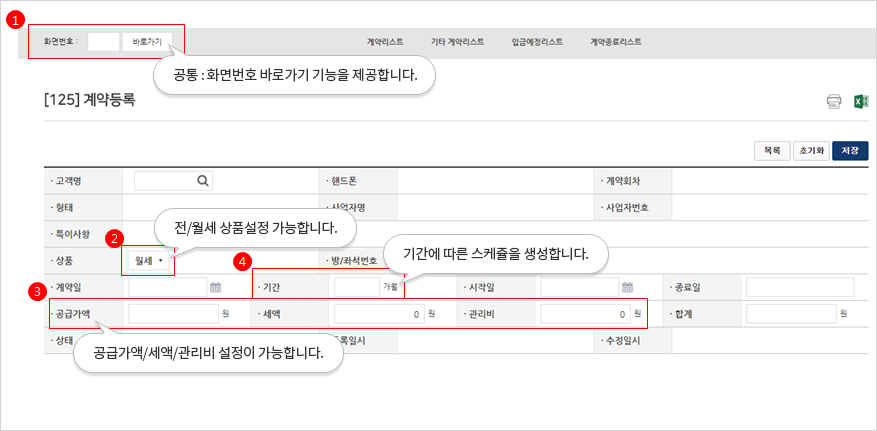 1
화면번호 : 바로가기 계약리스트 기타 계약리스트 입금예정리스트 계약종료리스트
공통 : 화면번호 바로가기 기능을 제공합니다.
[125] 계약등록
목록 초기화 저장
· 고객명 · 핸드폰 · 계약회차
· 형태 사업자명 · 사업자번호
전/월세 상품설정 가능합니다.
· 특이사항
2
기간에 따른 스케쥴을 생성합니다.
· 상품 월세 · 방/좌석번호
4
· 계약일 · 기간 개월 · 시작일 · 종료일
3
· 공급가액 원 · 세액 0 원 · 관리비 0 원 · 합계 원
· 상태 록일시 · 수정일시
공급가액/세액/관리비 설정이 가능합니다.